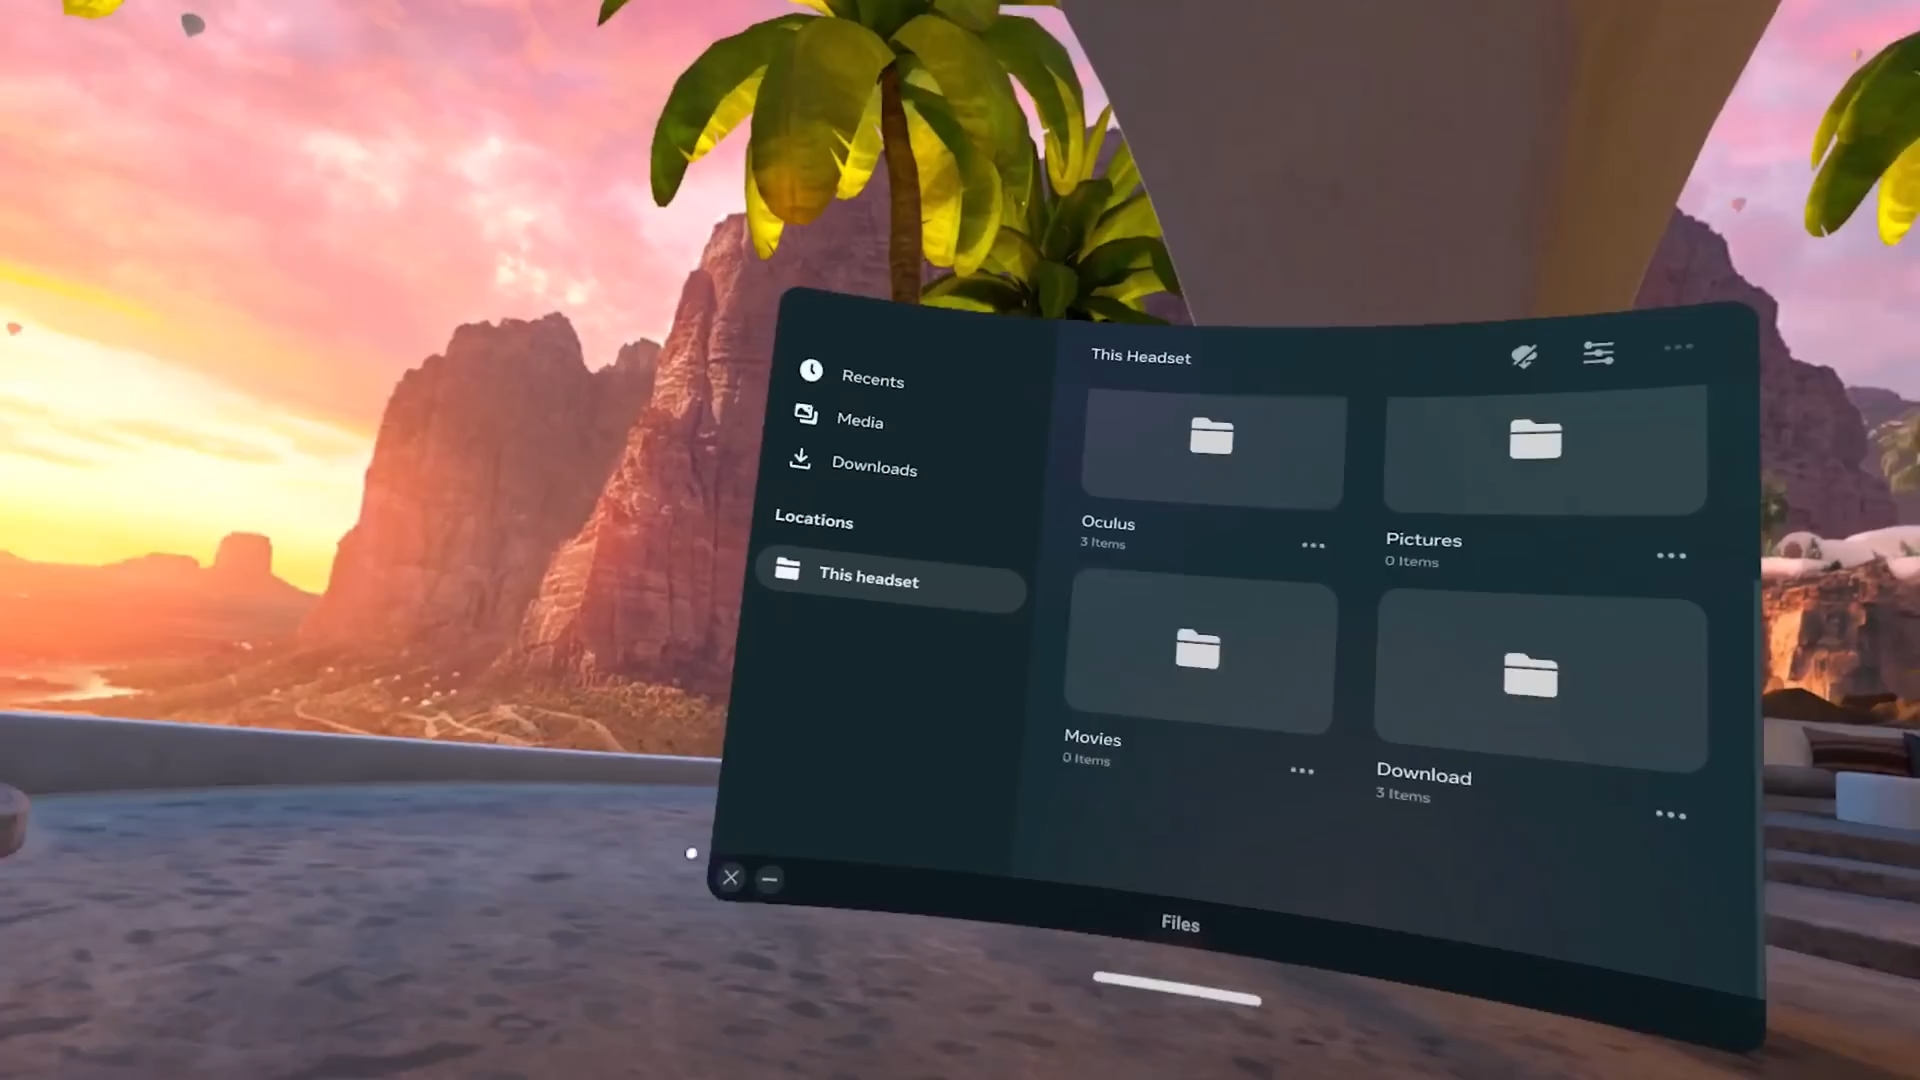 Recents
Media
Downloads
Locations
This headset
This Headset
Oculus
3 Items
Pictures
0 Items
Movies
0 Items
Download
3 Items
Files